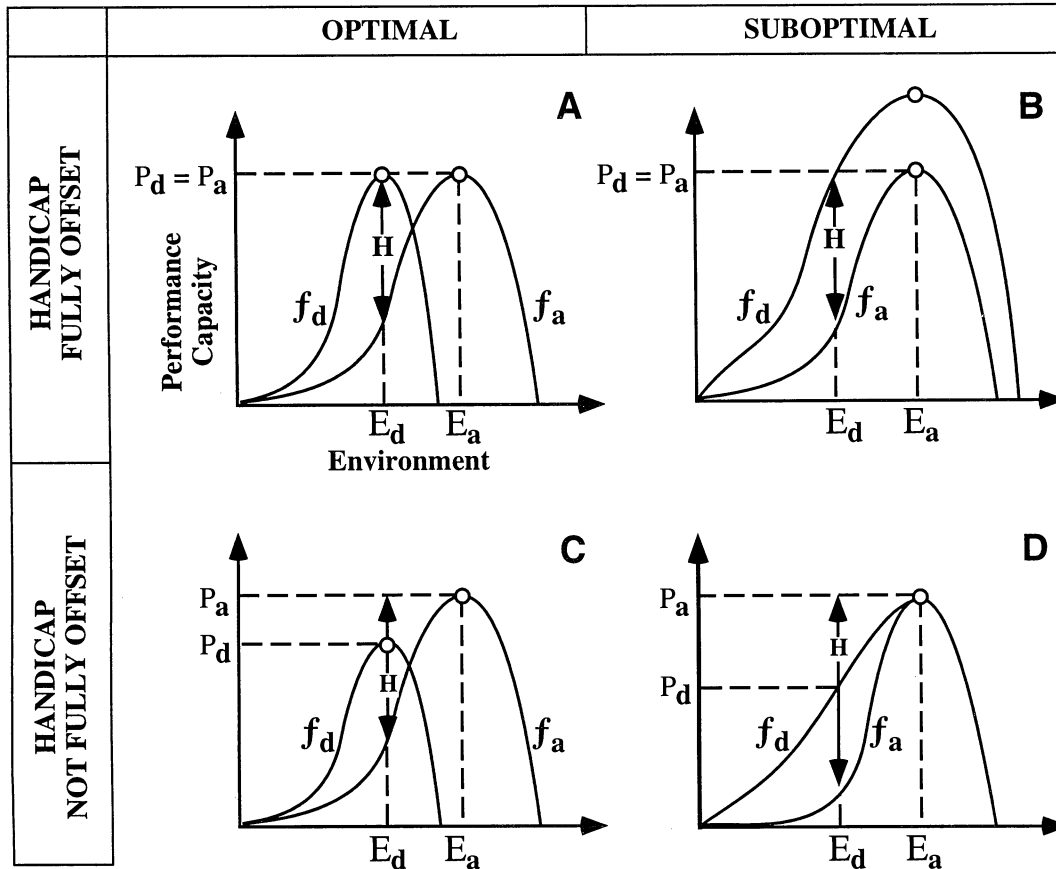 OPTIMAL
SUBOPTIMAL
HANDICAP
FULLY OFFSET
A
Pd = Pa
H
fd
fa
Performance
Capacity
Ed
Ea
Environment
B
Pd = Pa
H
fd
fa
Ed
Ea
HANDICAP
NOT FULLY OFFSET
C
Pa
Pd
H
fd
fa
Ed
Ea
D
Pa
H
Pd
fd
fa
Ed
Ea